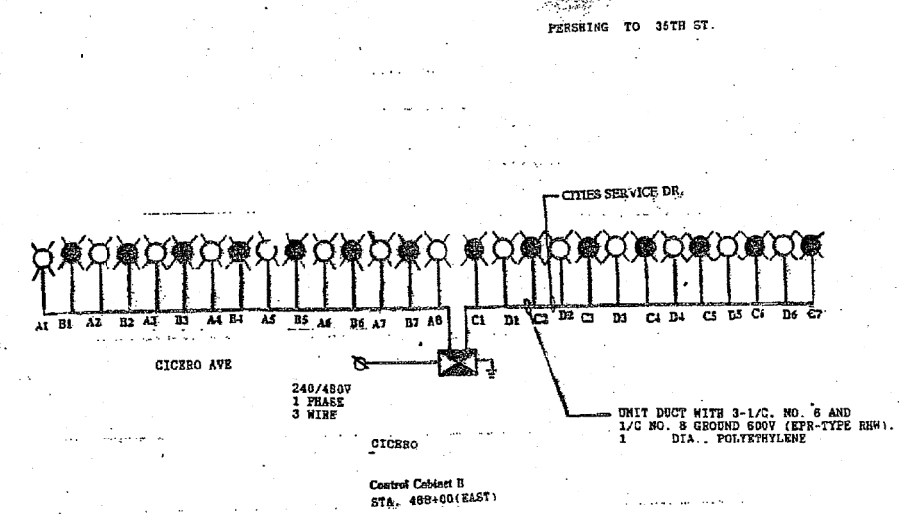 PERSHING TO 35TH ST.
CITIES SERVICE DR.
A1 B1 A2 B2 A3 B3 A4 B4 A5 B5 A6 B6 A7 B7 A8 C1 D1 C2 D2 C3 D3 C4 D4 C5 D5 C6 D6 C7
CICERO AVE
240/480V
1 PHASE
3 WIRE
UNIT DUCT WITH 3-1/C. NO. 6 AND
1/C NO. 8 GROUND 600V (EPR-TYPE RHW).
1 DIA.. POLYETHYLENE
CICERO
Control Cabinet B
STA. 488+00(EAST)